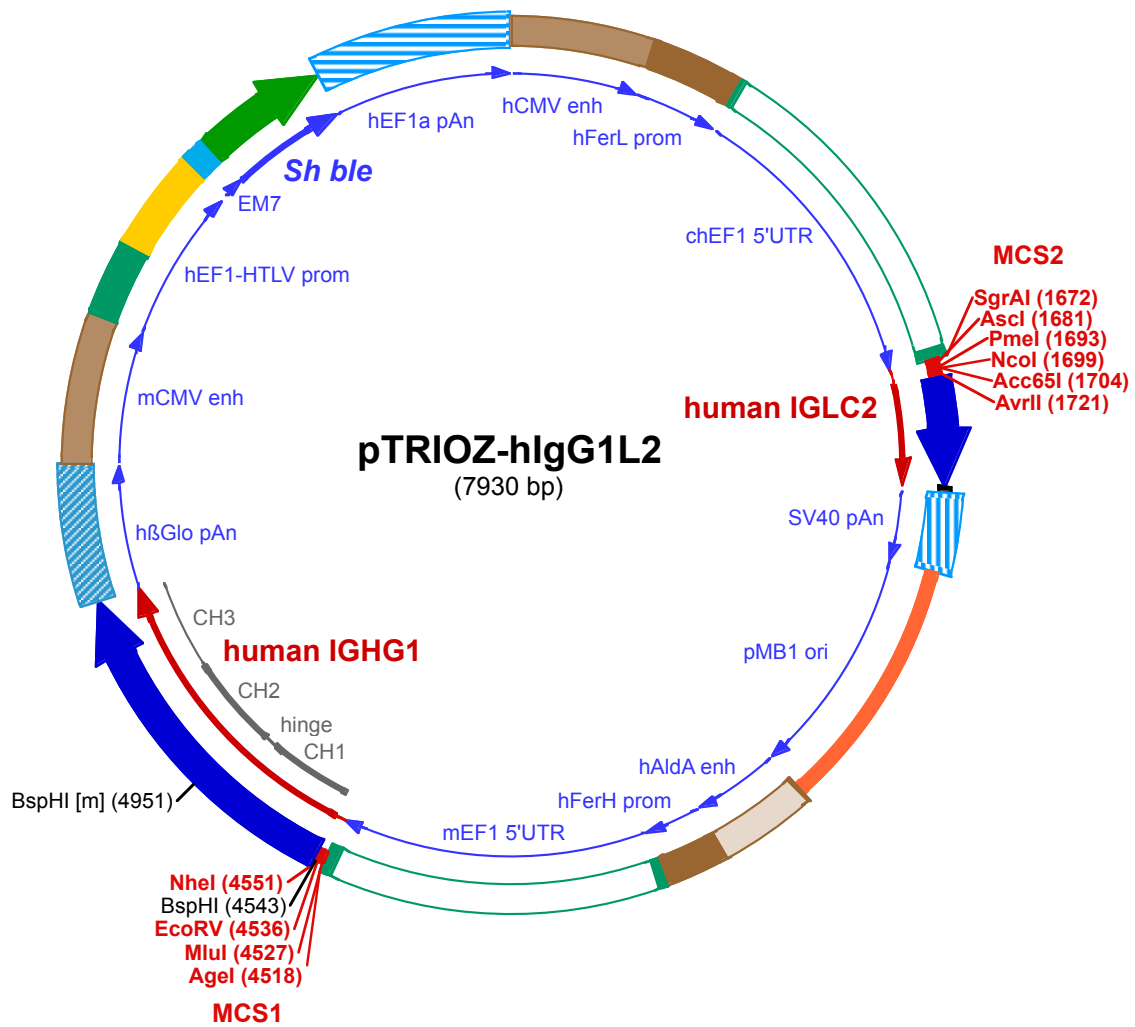 hCMV enh
hFerL prom
hEF1a pAn
Sh ble
EM7
chEF1 5'UTR
hEF1-HTLV prom
MCS2
SgrAI (1672)
AscI (1681)
PmeI (1693)
NcoI (1699)
Acc65I (1704)
AvrII (1721)
mCMV enh
human IGLC2
pTRIOZ-hIgG1L2
(7930 bp)
SV40 pAn
hßGlo pAn
CH3
human IGHG1
pMB1 ori
CH2
hinge
CH1
hAldA enh
hFerH prom
BspHI [m] (4951)
mEF1 5'UTR
NheI (4551)
BspHI (4543)
EcoRV (4536)
MluI (4527)
AgeI (4518)
MCS1